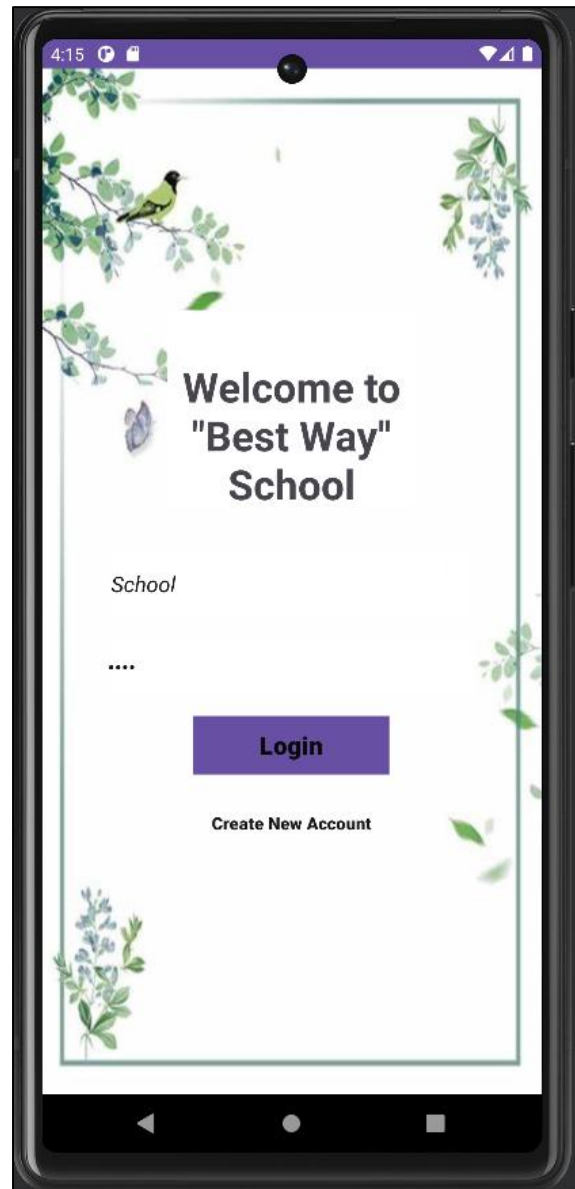 4:15
Welcome to
"Best Way"
School
School
....
Login
Create New Account